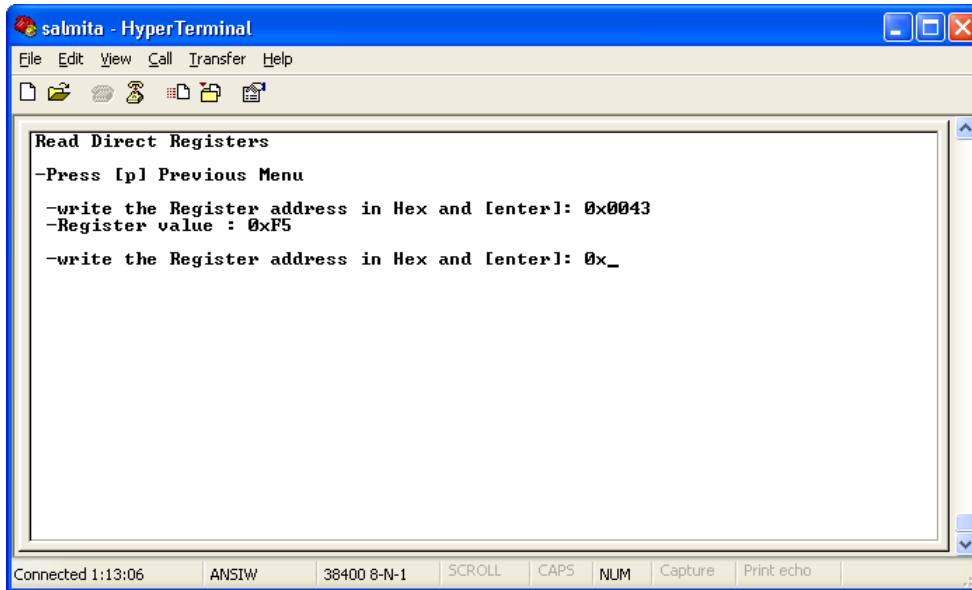 salmita - HyperTerminal
File Edit View Call Transfer Help
Read Direct Registers
-Press [p] Previous Menu
-write the Register address in Hex and [enter]: 0x0043
-Register value : 0xF5
-write the Register address in Hex and [enter]: 0x_
Connected 1:13:06 ANSIW 38400 8-N-1 SCROLL CAPS NUM Capture Print echo